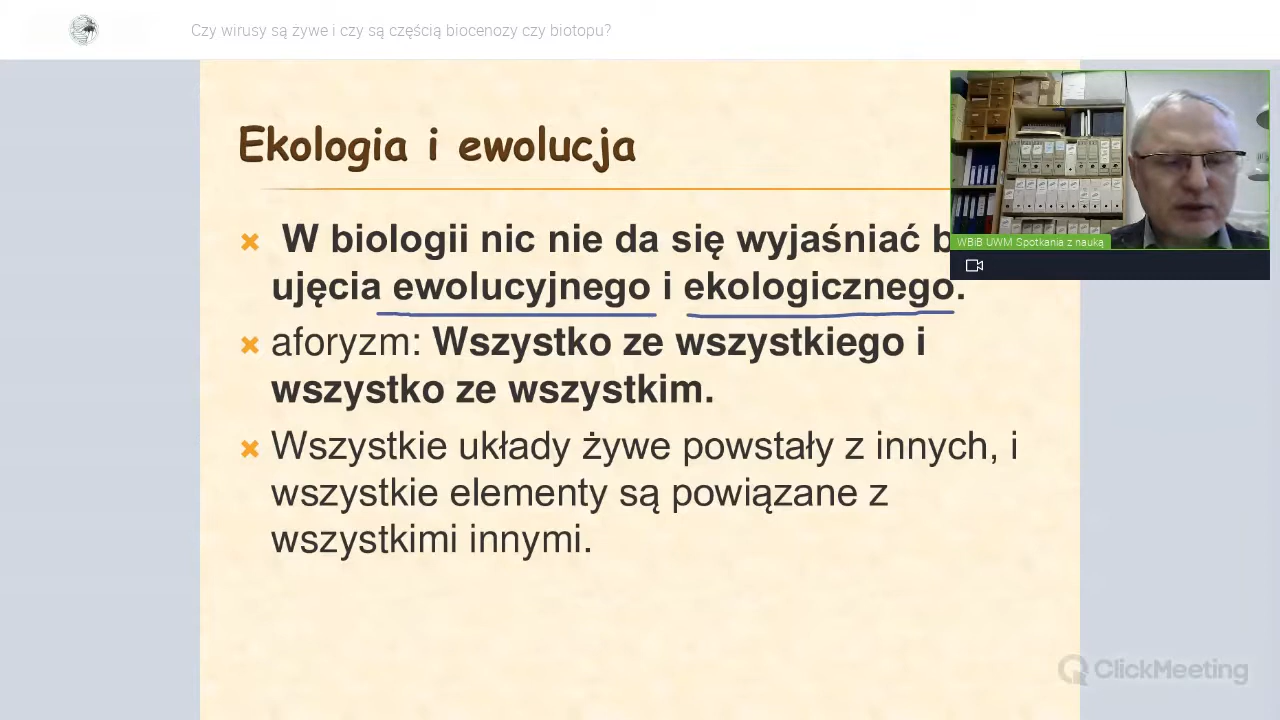 Czy wirusy są żywe i czy są częścią biocenozy czy biotopu?
Ekologia i ewolucja
W biologii nic nie da się wyjaśniać
ujęcia ewolucyjnego i ekologicznego.
aforyzm: Wszystko ze wszystkiego i
wszystko ze wszystkim.
Wszystkie układy żywe powstały z innych, i
wszystkie elementy są powiązane z
wszystkimi innymi.
WBiB UWM Spotkania z nauką
ClickMeeting